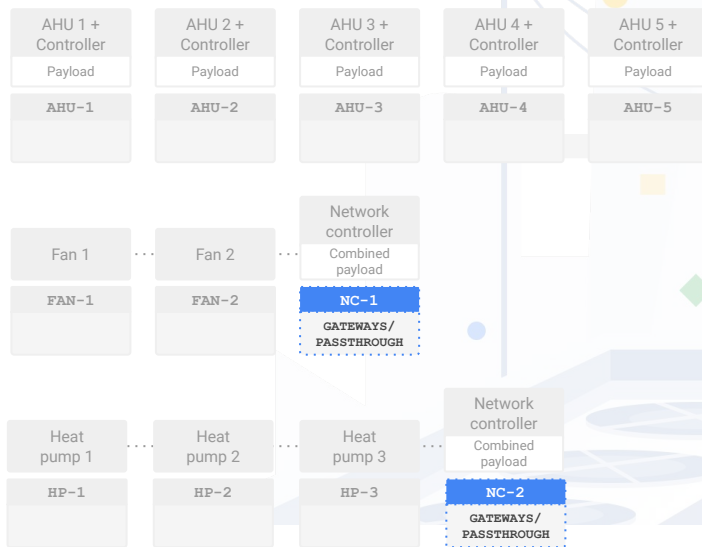 AHU 1 +
Controller
Payload
AHU-1
AHU 2 +
Controller
Payload
AHU-2
AHU 3 +
Controller
Payload
AHU-3
AHU 4 +
Controller
Payload
AHU-4
AHU 5 +
Controller
Payload
AHU-5
Fan 1
FAN-1
Fan 2
FAN-2
Network
controller
Combined
payload
NC-1
GATEWAYS/
PASSTHROUGH
Heat
pump 1
HP-1
Heat
pump 2
HP-2
Heat
pump 3
HP-3
Network
controller
Combined
payload
NC-2
GATEWAYS/
PASSTHROUGH